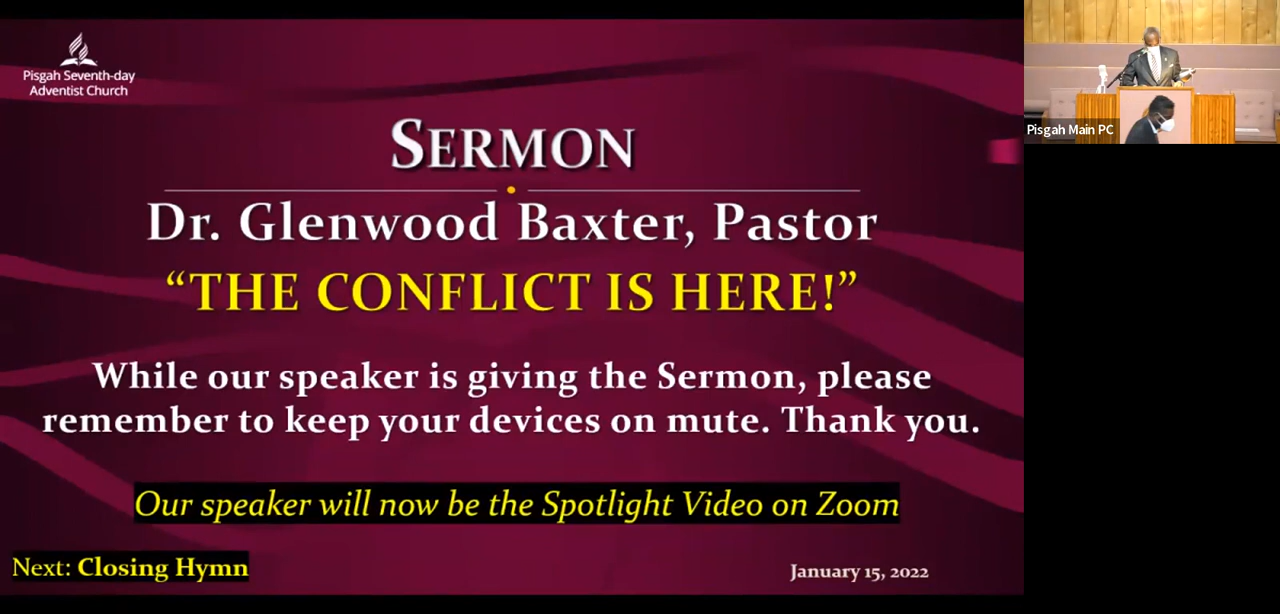 Pisgah Seventh-day
Adventist Church
SERMON
Dr. Glenwood Baxter, Pastor
“THE CONFLICT IS HERE!”
While our speaker is giving the Sermon, please
remember to keep your devices on mute. Thank you.
Our speaker will now be the Spotlight Video on Zoom
Next: Closing Hymn
January 15, 2022
Pisgah Main PC